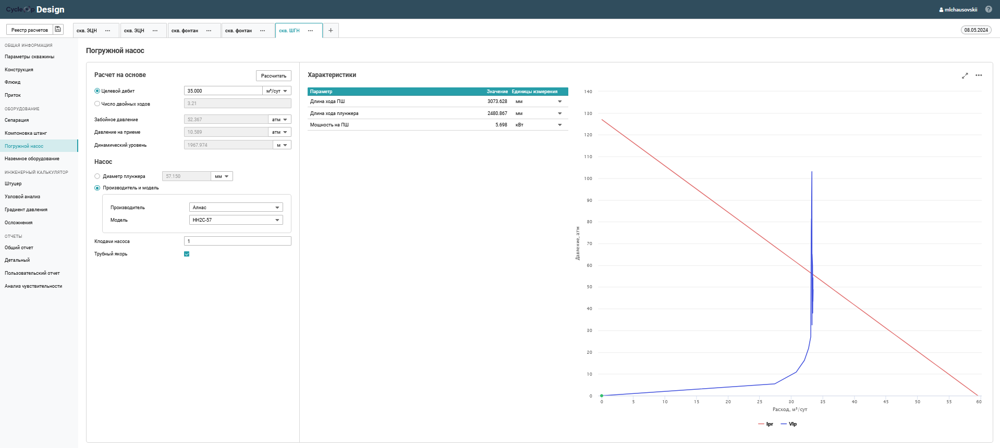 CycleOp Design
mlchausovskii
?
Реестр расчетов
скв. ЭЦН ···
скв. ЭЦН ···
скв. фонтан ···
скв. фонтан ···
скв. ШГН ···
+
08.05.2024
ОБЩАЯ ИНФОРМАЦИЯ
Параметры скважины
Конструкция
Флюид
Приток
ОБОРУДОВАНИЕ
Сепарация
Компоновка штанг
Погружной насос
Наземное оборудование
ИНЖЕНЕРНЫЙ КАЛЬКУЛЯТОР
Штуцер
Узловой анализ
Градиент давления
Осложнения
ОТЧЕТЫ
Общий отчет
Детальный
Пользовательский отчет
Анализ чувствительности
Погружной насос
Расчет на основе
Рассчитать
Целевой дебит 35.000 м³/сут
Число двойных ходов 3.21
Забойное давление 52.367 атм
Давление на приеме 10.589 атм
Динамический уровень 1967.974 м
Насос
Диаметр плунжера 57.150 мм
Производитель и модель
Производитель Алнас
Модель НН2С-57
Кподачи насоса 1
Трубный якорь
Характеристики
Параметр Значение Единицы измерения
Длина хода ПШ 3073.628 мм
Длина хода плунжера 2480.867 мм
Мощность на ПШ 5.698 кВт
140
130
120
110
100
90
80
70
60
50
40
30
20
10
0
Давление, атм
0 5 10 15 20 25 30 35 40 45 50 55 60
Расход, м³/сут
Ipr Vlp